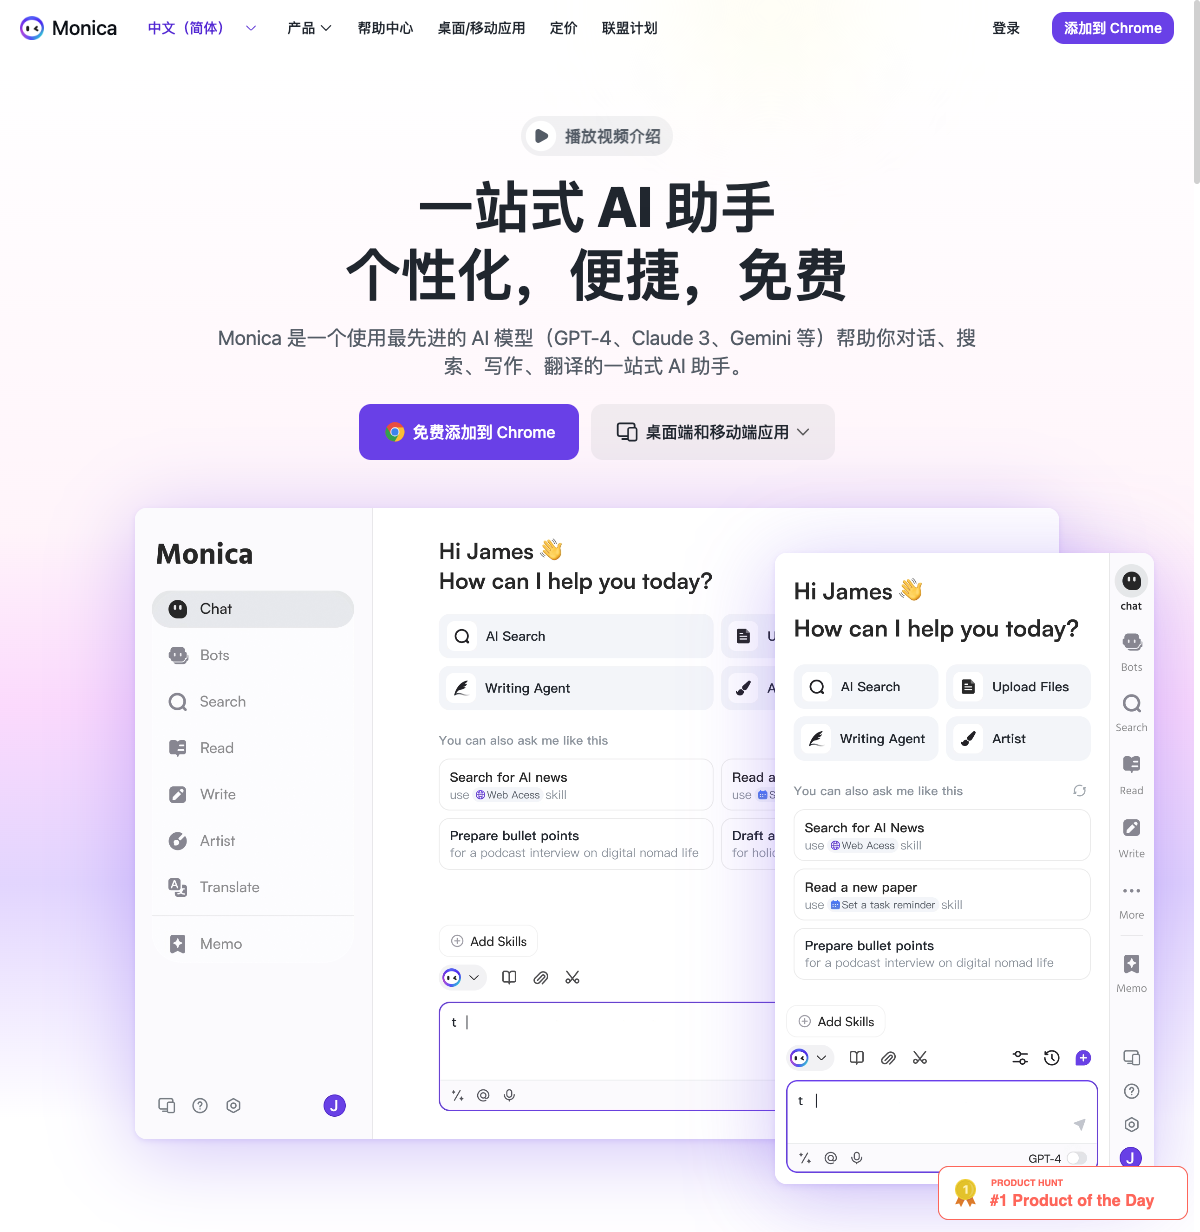 Monica
中文（简体）
产品
帮助中心
桌面/移动应用
定价
联盟计划
登录
添加到 Chrome
播放视频介绍
一站式 AI 助手
个性化，便捷，免费
Monica 是一个使用最先进的 AI 模型（GPT-4、Claude 3、Gemini 等）帮助你对话、搜
索、写作、翻译的一站式 AI 助手。
免费添加到 Chrome
桌面端和移动端应用
Monica
Chat
Bots
Search
Read
Write
Artist
Translate
Memo
J
Hi James
How can I help you today?
AI Search
U
Writing Agent
A
You can also ask me like this
Search for AI news
use Web Acess skill
Read a
use S
Prepare bullet points
for a podcast interview on digital nomad life
Draft a
for holid
Add Skills
t
Hi James
How can I help you today?
AI Search
Upload Files
Writing Agent
Artist
You can also ask me like this
Search for AI News
use Web Acess skill
Read a new paper
use Set a task reminder skill
Prepare bullet points
for a podcast interview on digital nomad life
Add Skills
t
GPT-4
chat
Bots
Search
Read
Write
More
Memo
J
1
PRODUCT HUNT
#1 Product of the Day